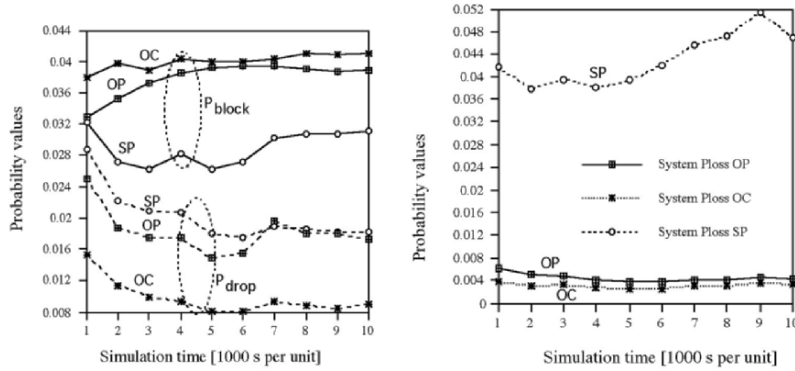 0.044
0.04
0.036
0.032
0.028
0.024
0.02
0.016
0.012
0.008
Probability values
OC
OP
Pblock
SP
SP
OP
OC
Pdrop
1 2 3 4 5 6 7 8 9 10
Simulation time [1000 s per unit]
0.052
0.048
0.044
0.04
0.036
0.032
0.028
0.024
0.02
0.016
0.012
0.008
0.004
0
Probability values
SP
System Ploss OP
System Ploss OC
System Ploss SP
OP
OC
1 2 3 4 5 6 7 8 9 10
Simulation time [1000 s per unit]